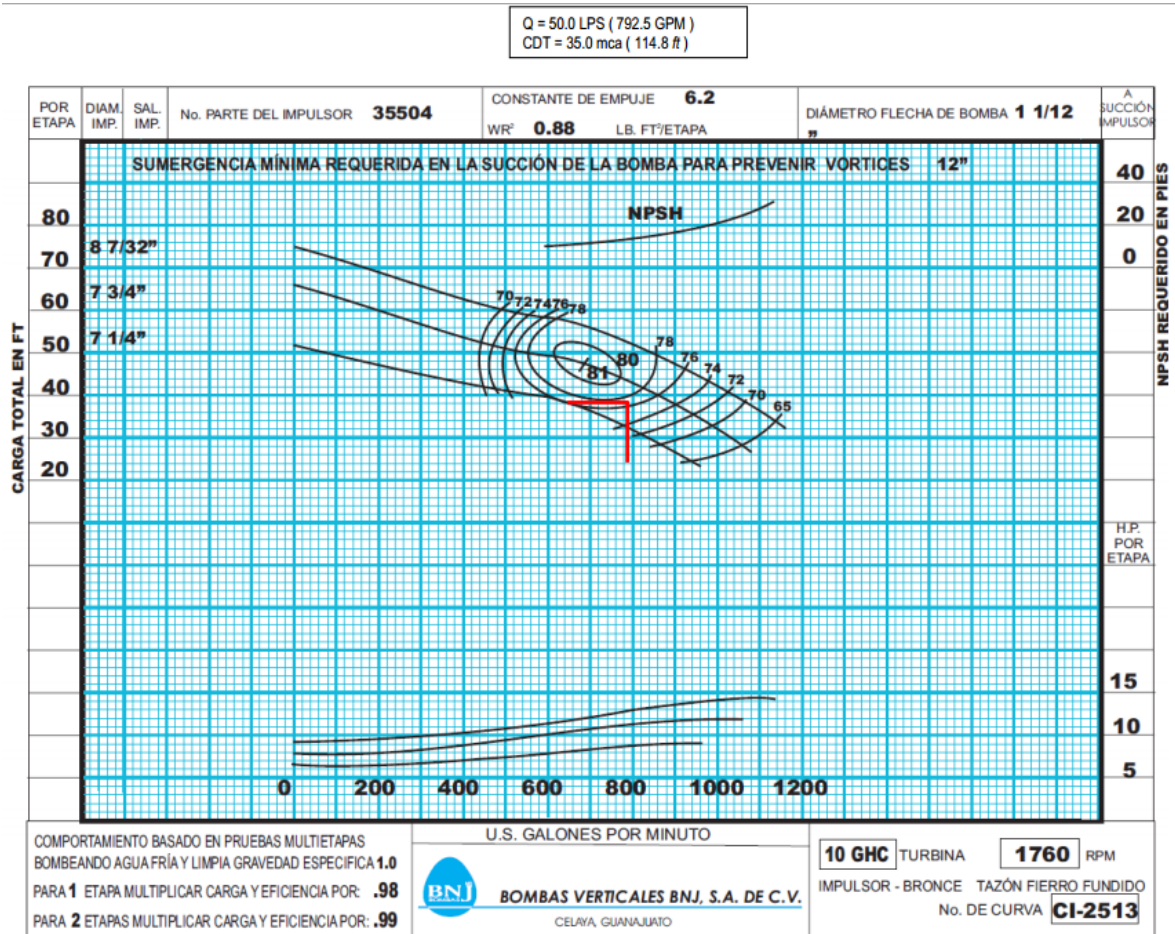 Q = 50.0 LPS ( 792.5 GPM )
CDT = 35.0 mca ( 114.8 ft )
POR ETAPA
DIAM. IMP.
SAL. IMP.
No. PARTE DEL IMPULSOR 35504
CONSTANTE DE EMPUJE 6.2
WR² 0.88 LB. FT²/ETAPA
DIÁMETRO FLECHA DE BOMBA 1 1/12 "
A SUCCIÓN IMPULSOR
SUMERGENCIA MÍNIMA REQUERIDA EN LA SUCCIÓN DE LA BOMBA PARA PREVENIR VORTICES 12"
NPSH
40
20
0
NPSH REQUERIDO EN PIES
CARGA TOTAL EN FT
80
70
60
50
40
30
20
8 7/32"
7 3/4"
7 1/4"
70 72 74 76 78
80
81
78
76
74
72
70
65
H.P. POR ETAPA
15
10
5
0 200 400 600 800 1000 1200
U.S. GALONES POR MINUTO
COMPORTAMIENTO BASADO EN PRUEBAS MULTIETAPAS
BOMBEANDO AGUA FRÍA Y LIMPIA GRAVEDAD ESPECIFICA 1.0
PARA 1 ETAPA MULTIPLICAR CARGA Y EFICIENCIA POR: .98
PARA 2 ETAPAS MULTIPLICAR CARGA Y EFICIENCIA POR: .99
BNJ
BOMBAS VERTICALES BNJ, S.A. DE C.V.
CELAYA, GUANAJUATO
10 GHC TURBINA 1760 RPM
IMPULSOR - BRONCE TAZÓN FIERRO FUNDIDO
No. DE CURVA CI-2513